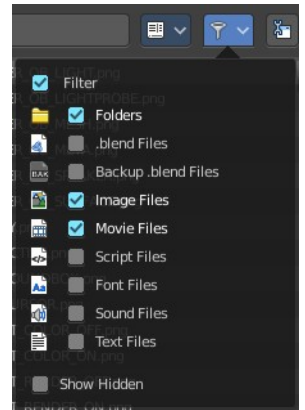 Filter
Folders
.blend Files
BAK
Backup .blend Files
Image Files
Movie Files
Script Files
Font Files
Sound Files
Text Files
Show Hidden